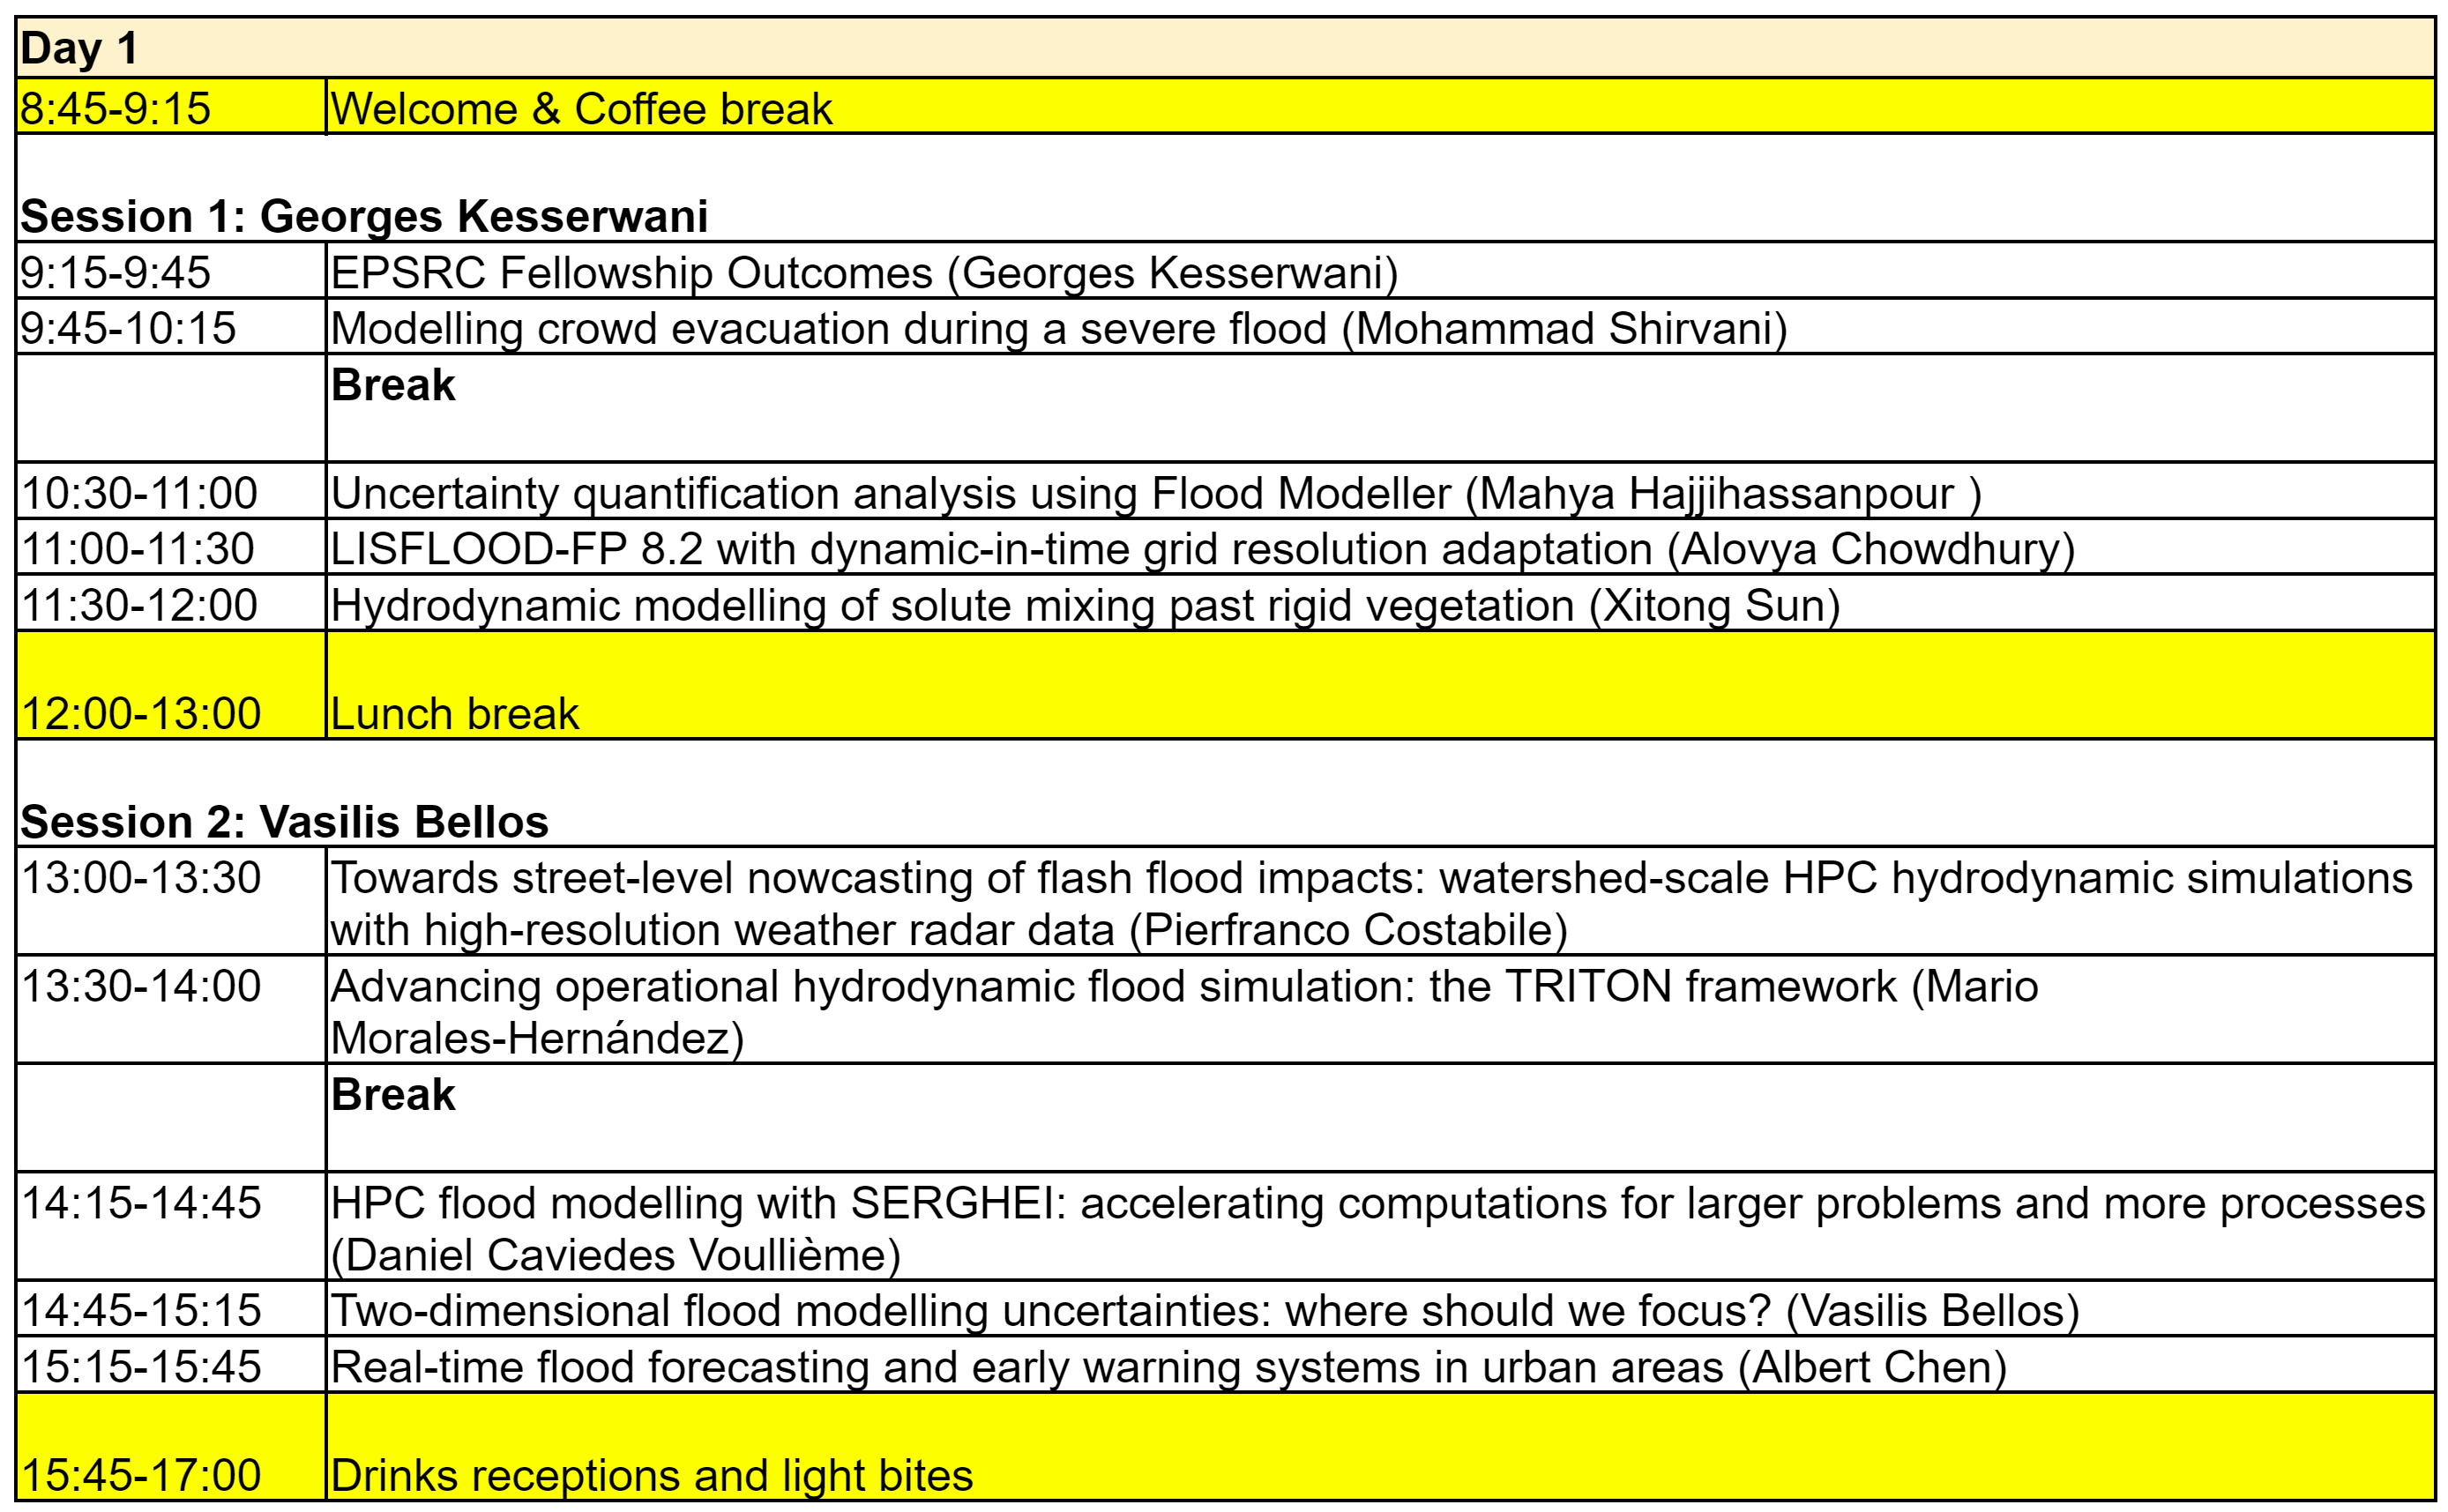 Day 1
8:45-9:15 Welcome & Coffee break
Session 1: Georges Kesserwani
9:15-9:45 EPSRC Fellowship Outcomes (Georges Kesserwani)
9:45-10:15 Modelling crowd evacuation during a severe flood (Mohammad Shirvani)
Break
10:30-11:00 Uncertainty quantification analysis using Flood Modeller (Mahya Hajjihassanpour )
11:00-11:30 LISFLOOD-FP 8.2 with dynamic-in-time grid resolution adaptation (Alovya Chowdhury)
11:30-12:00 Hydrodynamic modelling of solute mixing past rigid vegetation (Xitong Sun)
12:00-13:00 Lunch break
Session 2: Vasilis Bellos
13:00-13:30 Towards street-level nowcasting of flash flood impacts: watershed-scale HPC hydrodynamic simulations
with high-resolution weather radar data (Pierfranco Costabile)
13:30-14:00 Advancing operational hydrodynamic flood simulation: the TRITON framework (Mario
Morales-Hernández)
Break
14:15-14:45 HPC flood modelling with SERGHEI: accelerating computations for larger problems and more processes
(Daniel Caviedes Voullième)
14:45-15:15 Two-dimensional flood modelling uncertainties: where should we focus? (Vasilis Bellos)
15:15-15:45 Real-time flood forecasting and early warning systems in urban areas (Albert Chen)
15:45-17:00 Drinks receptions and light bites